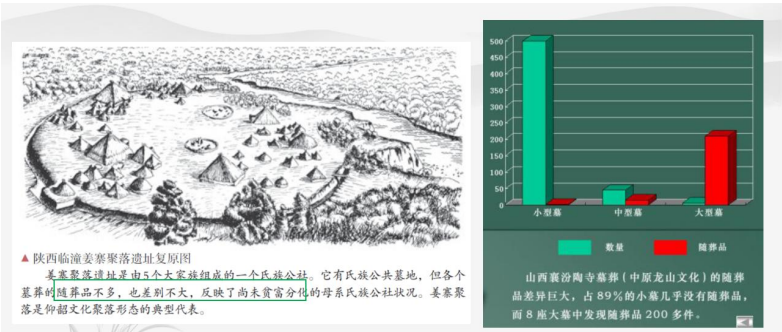 ▲陕西临潼姜寨聚落遗址复原图
姜寨聚落遗址是由5个大家族组成的一个氏族公社。它有氏族公共墓地，但各个
墓葬的随葬品不多，也差别不大，反映了尚未贫富分化的母系氏族公社状况。姜寨聚
落是仰韶文化聚落形态的典型代表。
500
450
400
350
300
250
200
150
100
50
0
小型墓 中型墓 大型墓
数量 随葬品
山西襄汾陶寺墓葬（中原龙山文化）的随葬
品差异巨大，占89%的小墓几乎没有随葬品，
而8座大墓中发现随葬品200多件。